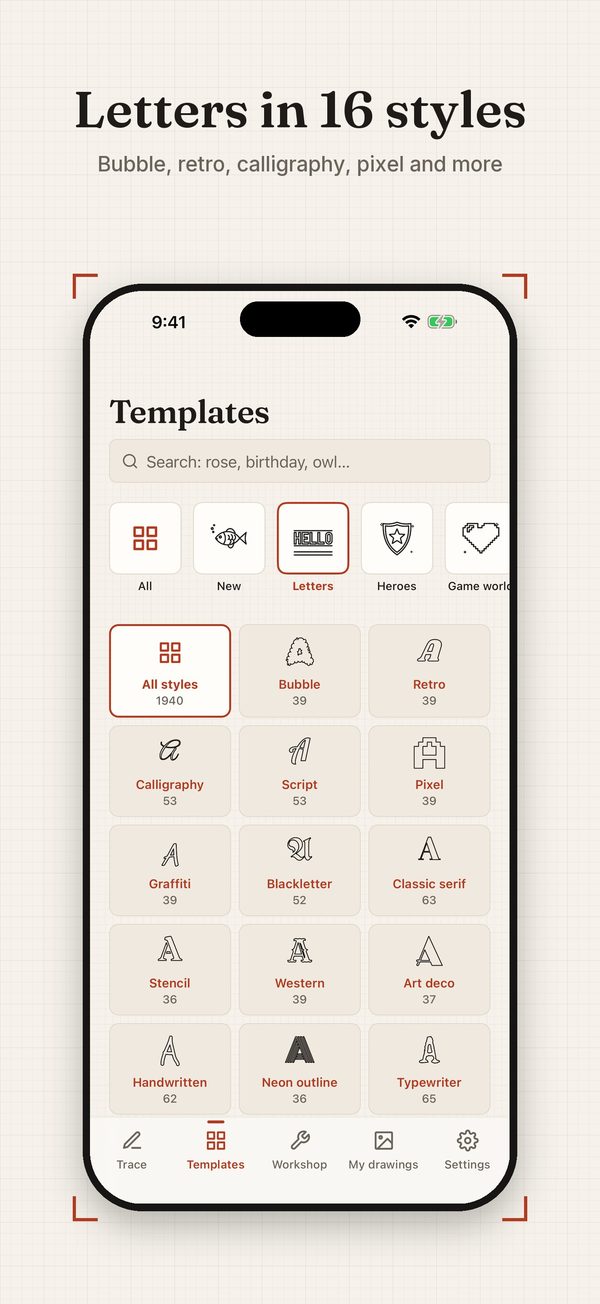 Letters in 16 styles
Bubble, retro, calligraphy, pixel and more
9:41
Templates
Search: rose, birthday, owl...
HELLO
All New Letters Heroes Game world
All styles Bubble Retro
1940 39 39
Calligraphy Script Pixel
53 53 39
Graffiti Blackletter Classic serif
39 52 63
Stencil Western Art deco
36 39 37
Handwritten Neon outline Typewriter
62 36 65
Trace Templates Workshop My drawings Settings